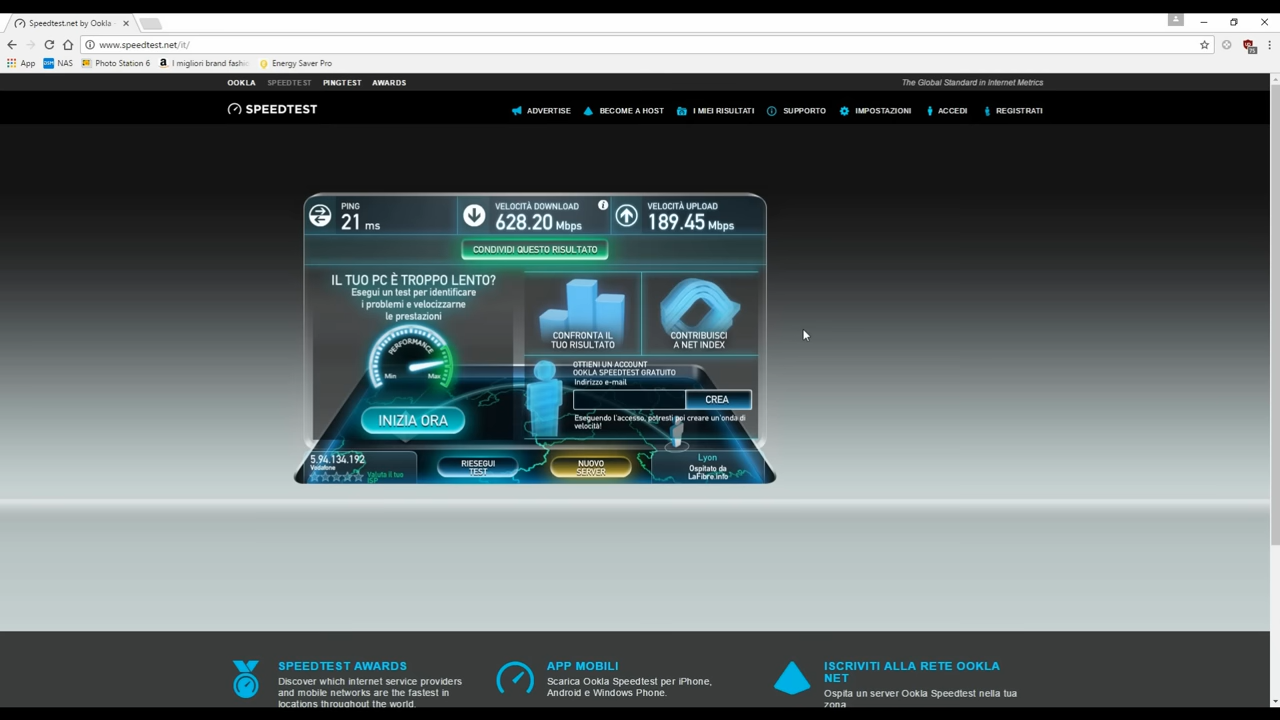 Speedtest.net by Ookla
www.speedtest.net/it/
App
DSM
NAS
Photo Station 6
I migliori brand fashi
Energy Saver Pro
OOKLA
SPEEDTEST
PINGTEST
AWARDS
The Global Standard in Internet Metrics
SPEEDTEST
ADVERTISE
BECOME A HOST
I MIEI RISULTATI
SUPPORTO
IMPOSTAZIONI
ACCEDI
REGISTRATI
PING
21 ms
VELOCITÀ DOWNLOAD
628.20 Mbps
VELOCITÀ UPLOAD
189.45 Mbps
CONDIVIDI QUESTO RISULTATO
IL TUO PC È TROPPO LENTO?
Esegui un test per identificare
i problemi e velocizzarne
le prestazioni
PERFORMANCE
Min
Max
INIZIA ORA
CONFRONTA IL
TUO RISULTATO
CONTRIBUISCI
A NET INDEX
OTTIENI UN ACCOUNT
OOKLA SPEEDTEST GRATUITO
Indirizzo e-mail
CREA
Eseguendo l'accesso, potresti poi creare un'onda di
velocità!
5.94.134.192
Vodafone
Valuta il tuo
ISP
RIESEGUI
TEST
NUOVO
SERVER
Lyon
Ospitato da
LaFibre.info
SPEEDTEST AWARDS
Discover which internet service providers
and mobile networks are the fastest in
locations throughout the world.
APP MOBILI
Scarica Ookla Speedtest per iPhone,
Android e Windows Phone.
ISCRIVITI ALLA RETE OOKLA
NET
Ospita un server Ookla Speedtest nella tua
zona